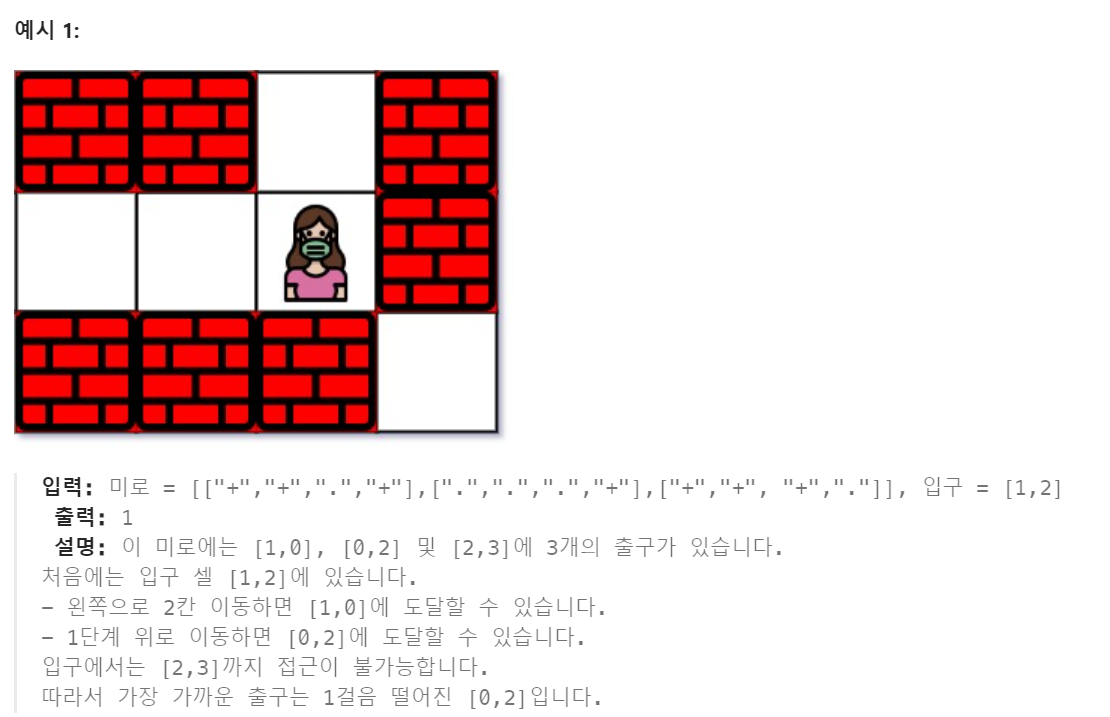 예시 1:
입력: 미로 = [["+","+",".","+"],[".",".",".","+"],["+","+", "+","."]], 입구 = [1,2]
출력: 1
설명: 이 미로에는 [1,0], [0,2] 및 [2,3]에 3개의 출구가 있습니다.
처음에는 입구 셀 [1,2]에 있습니다.
– 왼쪽으로 2칸 이동하면 [1,0]에 도달할 수 있습니다.
– 1단계 위로 이동하면 [0,2]에 도달할 수 있습니다.
입구에서는 [2,3]까지 접근이 불가능합니다.
따라서 가장 가까운 출구는 1걸음 떨어진 [0,2]입니다.